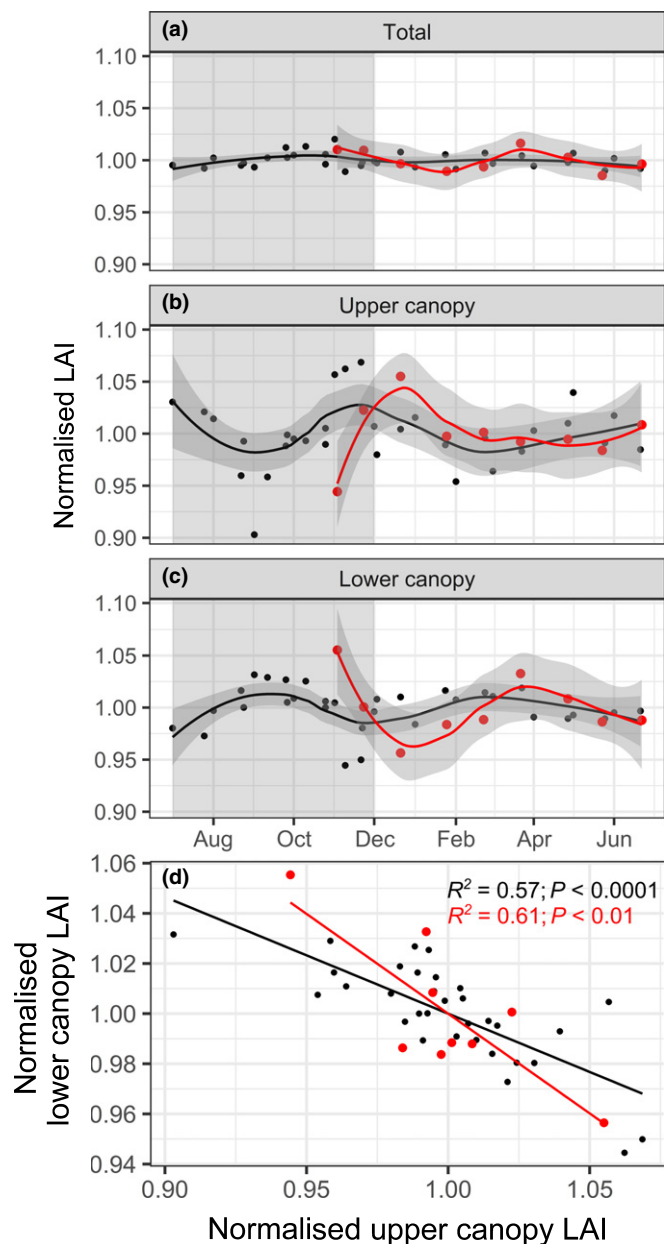 (a) Total
1.10
1.05
1.00
0.95
0.90
(b) Upper canopy
1.10
1.05
1.00
0.95
0.90
Normalised LAI
(c) Lower canopy
1.10
1.05
1.00
0.95
0.90
Aug Oct Dec Feb Apr Jun
(d)
R² = 0.57; P < 0.0001
R² = 0.61; P < 0.01
1.06
1.04
1.02
1.00
0.98
0.96
0.94
Normalised
lower canopy LAI
0.90 0.95 1.00 1.05
Normalised upper canopy LAI